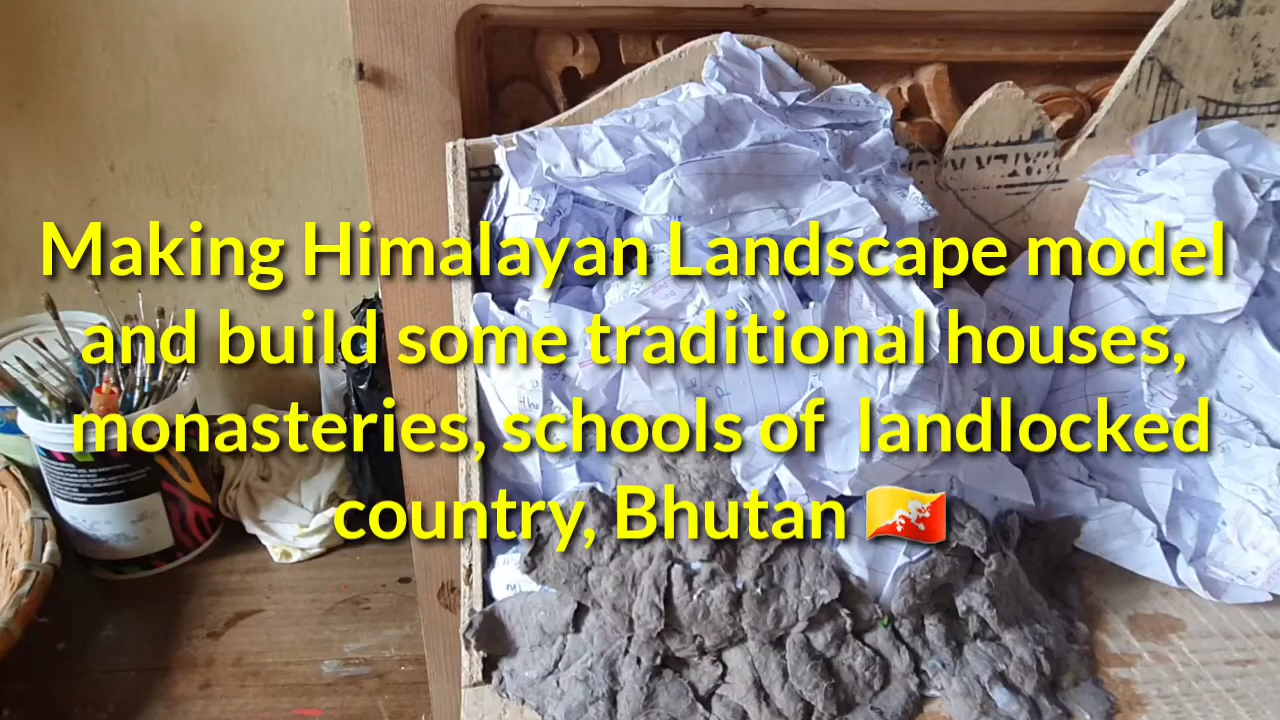 Making Himalayan Landscape model
and build some traditional houses,
monasteries, schools of landlocked
country, Bhutan 🇧🇹